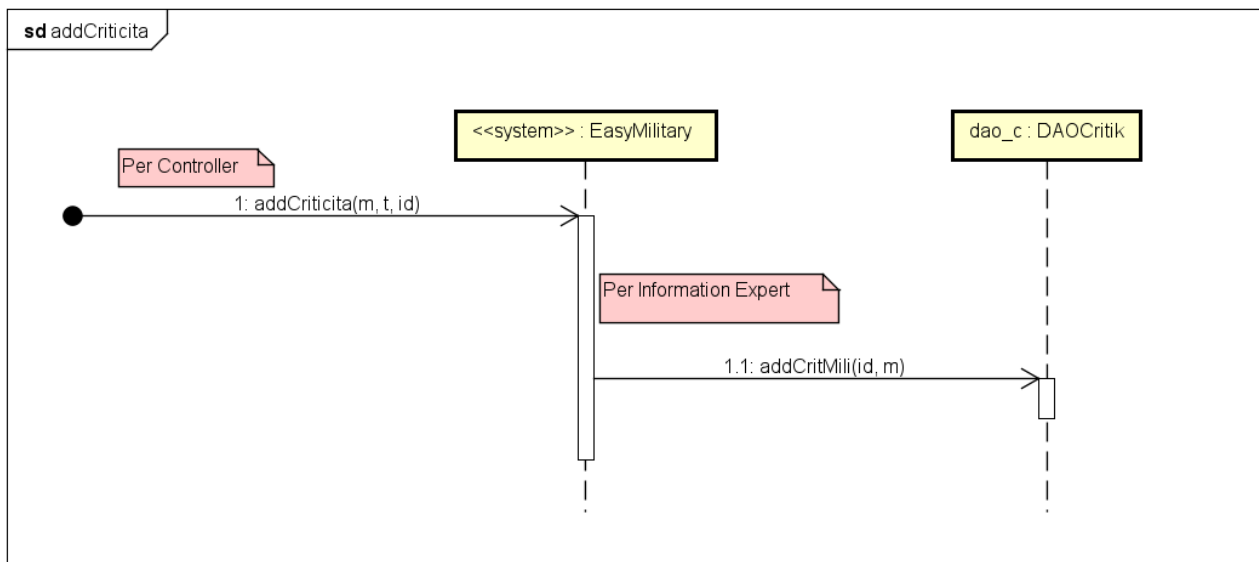 sd addCriticita
<<system>> : EasyMilitary
dao_c : DAOCritik
Per Controller
1: addCriticita(m, t, id)
Per Information Expert
1.1: addCritMili(id, m)